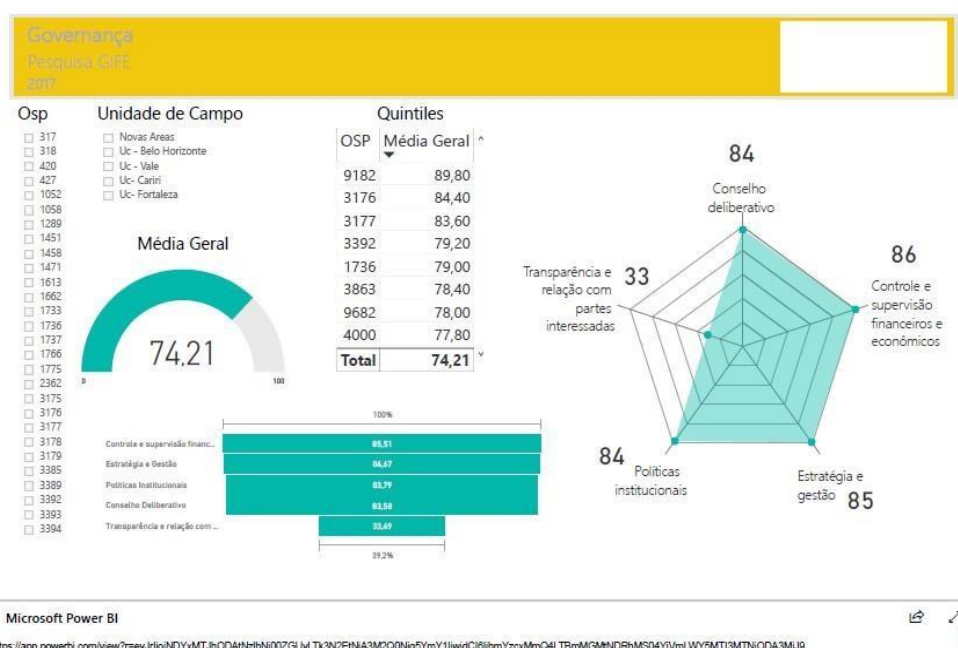 Governança
Pesquisa GIFE
2017
Osp
317
318
420
427
1052
1058
1289
1451
1458
1471
1613
1662
1733
1736
1737
1766
1775
2362
3175
3176
3177
3178
3179
3385
3389
3392
3393
3394
Unidade de Campo
Novas Areas
Uc - Belo Horizonte
Uc - Vale
Uc- Cariri
Uc- Fortaleza
Média Geral
74,21
0
100
Quintiles
OSP Média Geral
9182 89,80
3176 84,40
3177 83,60
3392 79,20
1736 79,00
3863 78,40
9682 78,00
4000 77,80
Total 74,21
84
Conselho
deliberativo
86
Controle e
supervisão
financeiros e
económicos
Estratégia e
gestão 85
84
Políticas
institucionais
Transparência e
relação com
partes
interessadas
33
100%
Controle e supervisão financ... 85,51
Estratégia e Gestão 84,67
Políticas Institucionais 83,79
Conselho Deliberativo 83,58
Transparência e relação com ... 33,49
39,2%
Microsoft Power BI